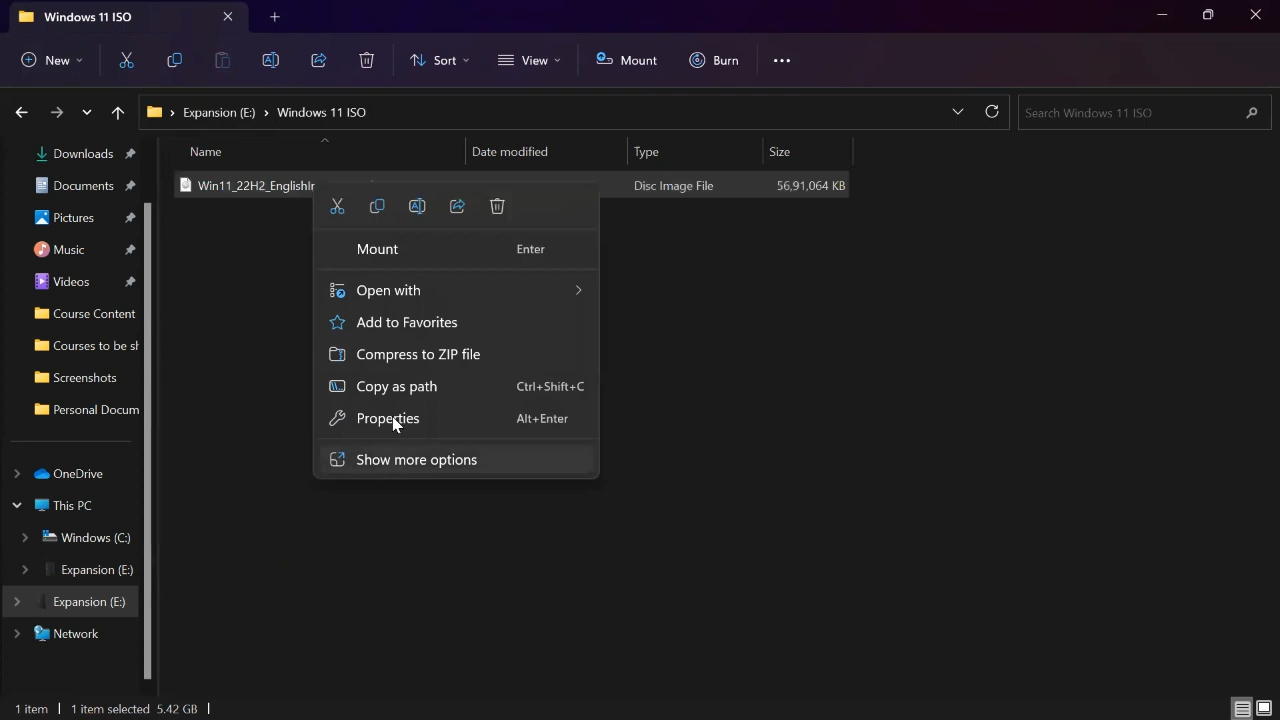 Windows 11 ISO
New Sort View Mount Burn
Expansion (E:) Windows 11 ISO Search Windows 11 ISO
Name Date modified Type Size
Downloads
Win11_22H2_EnglishIr Disc Image File 56,91,064 KB
Documents
Pictures
Music
Mount Enter
Videos
Open with
Course Content
Add to Favorites
Courses to be sh
Compress to ZIP file
Screenshots
Copy as path Ctrl+Shift+C
Personal Docum
Properties Alt+Enter
Show more options
OneDrive
This PC
Windows (C:)
Expansion (E:)
Expansion (E:)
Network
1 item 1 item selected 5.42 GB